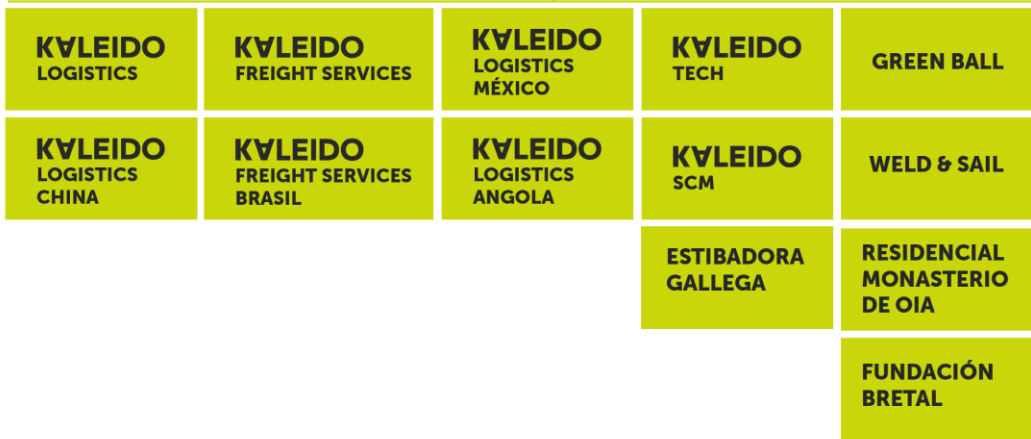 KALEIDO
LOGISTICS
KALEIDO
FREIGHT SERVICES
KALEIDO
LOGISTICS
MÉXICO
KALEIDO
TECH
GREEN BALL
KALEIDO
LOGISTICS
CHINA
KALEIDO
FREIGHT SERVICES
BRASIL
KALEIDO
LOGISTICS
ANGOLA
KALEIDO
SCM
WELD & SAIL
ESTIBADORA
GALLEGA
RESIDENCIAL
MONASTERIO
DE OIA
FUNDACIÓN
BRETAL